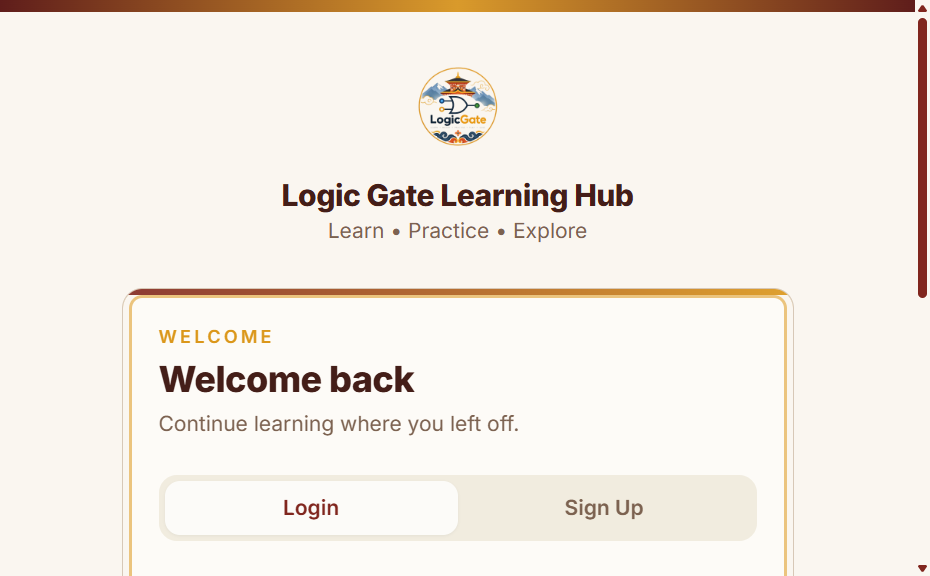 LogicGate
Logic Gate Learning Hub
Learn • Practice • Explore
WELCOME
Welcome back
Continue learning where you left off.
Login
Sign Up